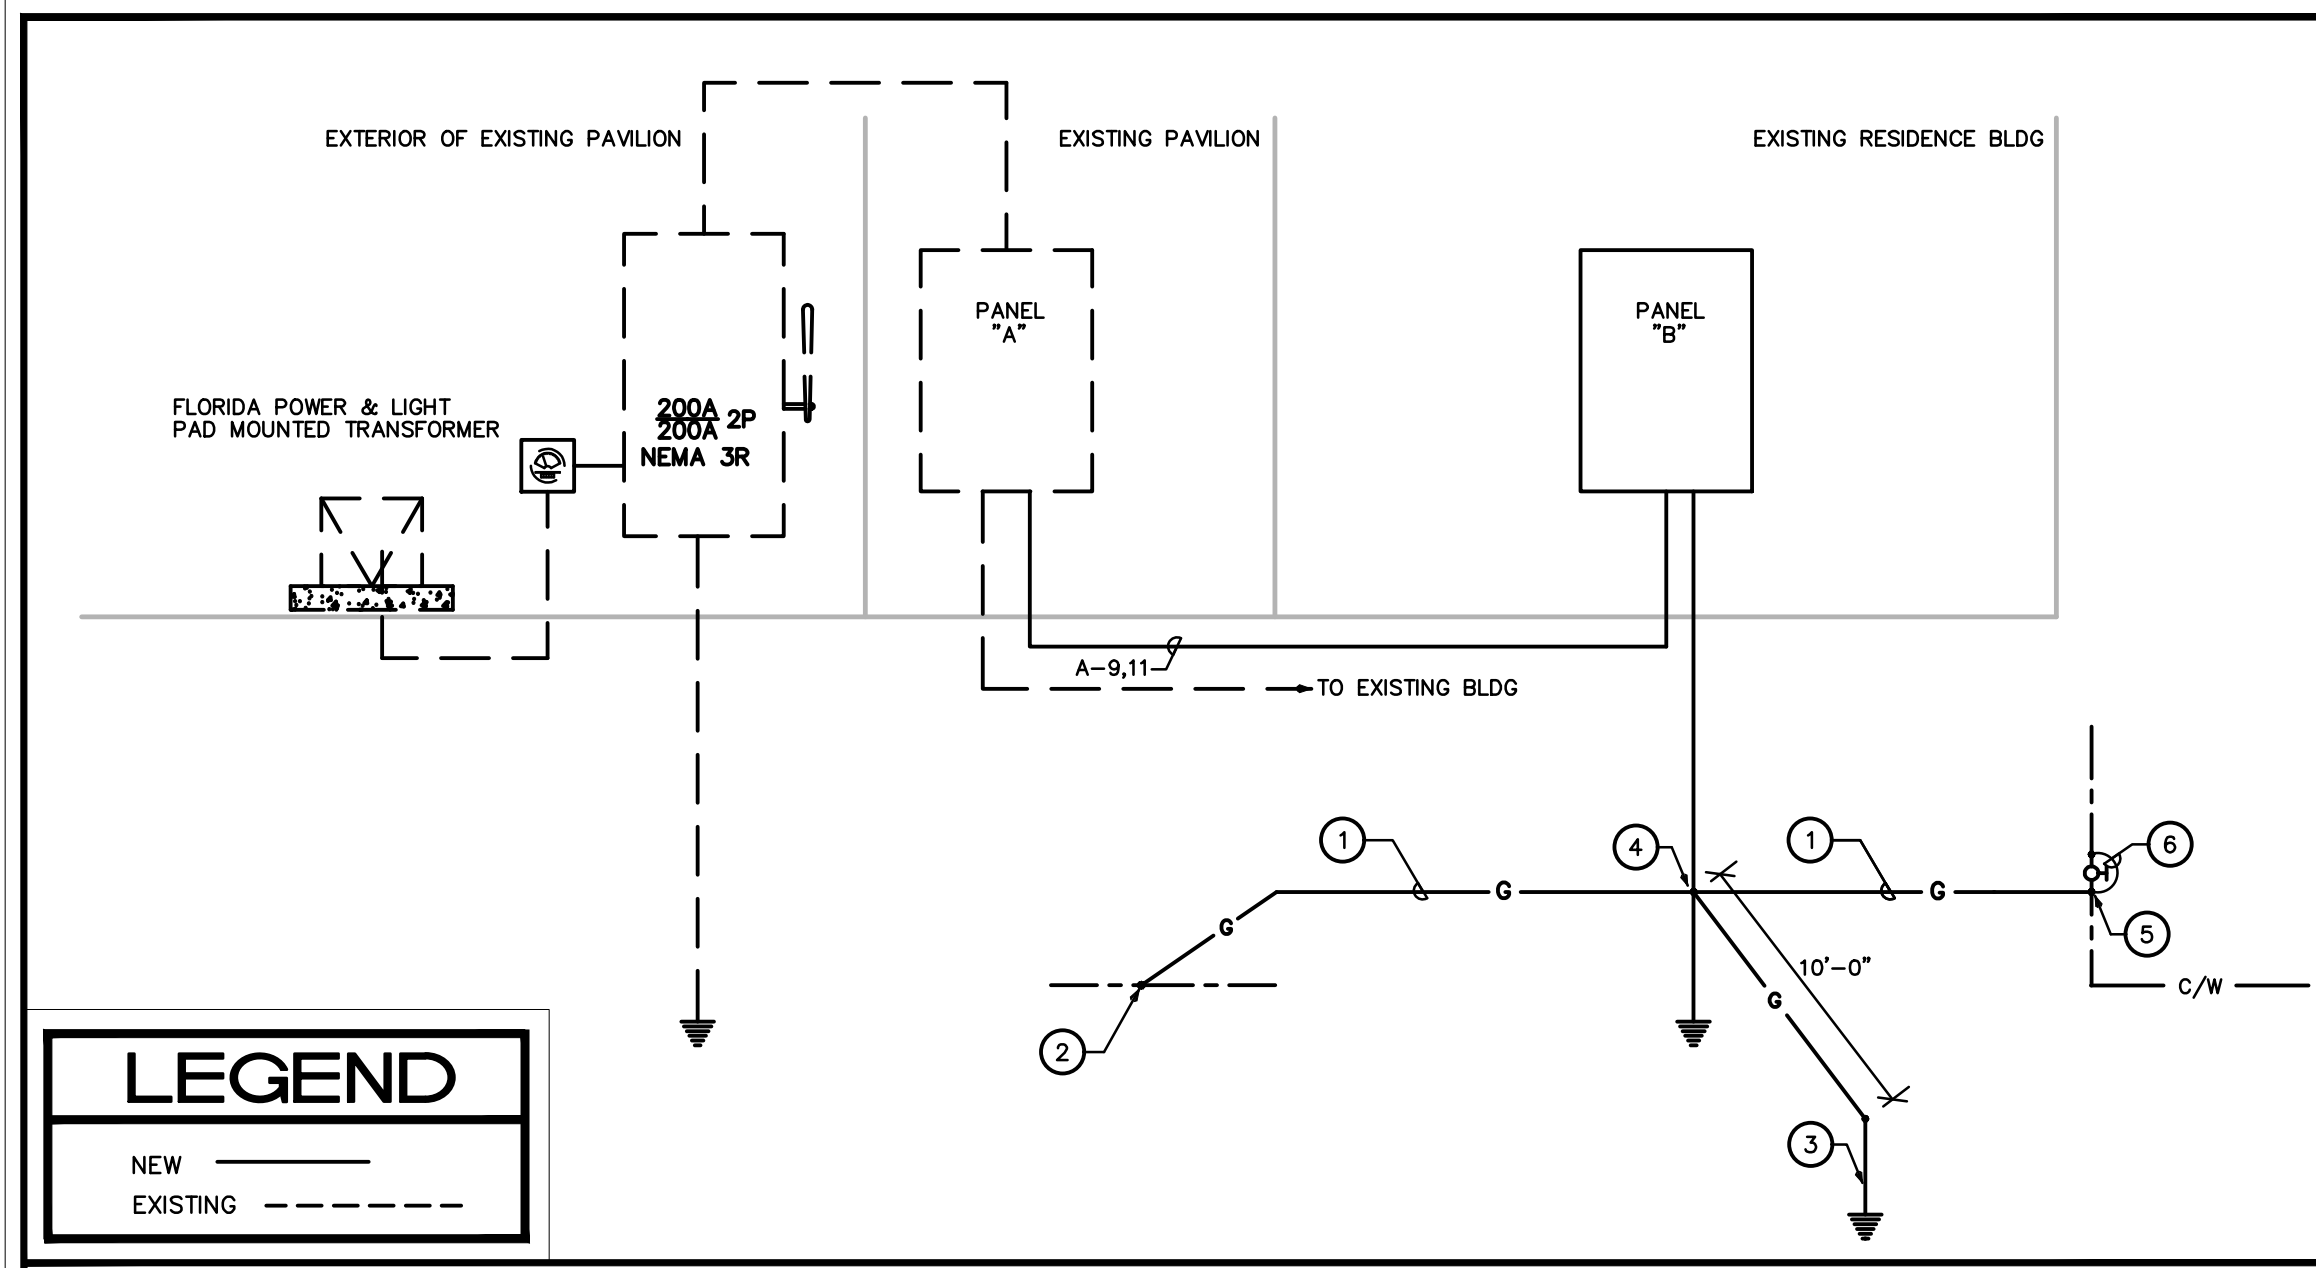 EXTERIOR OF EXISTING PAVILION
EXISTING PAVILION
EXISTING RESIDENCE BLDG
PANEL
"A"
PANEL
"B"
FLORIDA POWER & LIGHT
PAD MOUNTED TRANSFORMER
200A
200A
2P
NEMA 3R
A-9,11
TO EXISTING BLDG
1
4
1
6
G
G
G
5
10'-0"
C/W
G
2
3
LEGEND
NEW
EXISTING